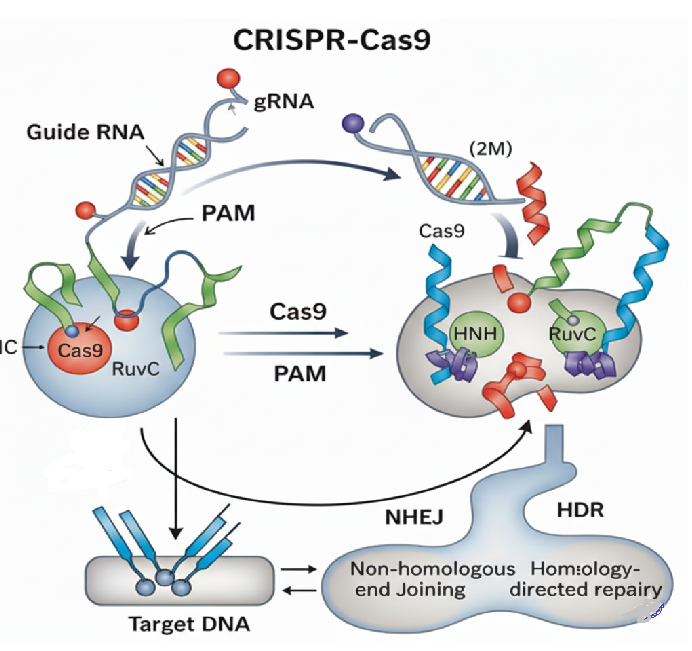 CRISPR-Cas9
gRNA
Guide RNA
(2M)
PAM
Cas9
Cas9
HNH
RuvC
IC
Cas9
RuvC
PAM
NHEJ
HDR
Non-homologous
end Joining
Homology-
directed repairy
Target DNA